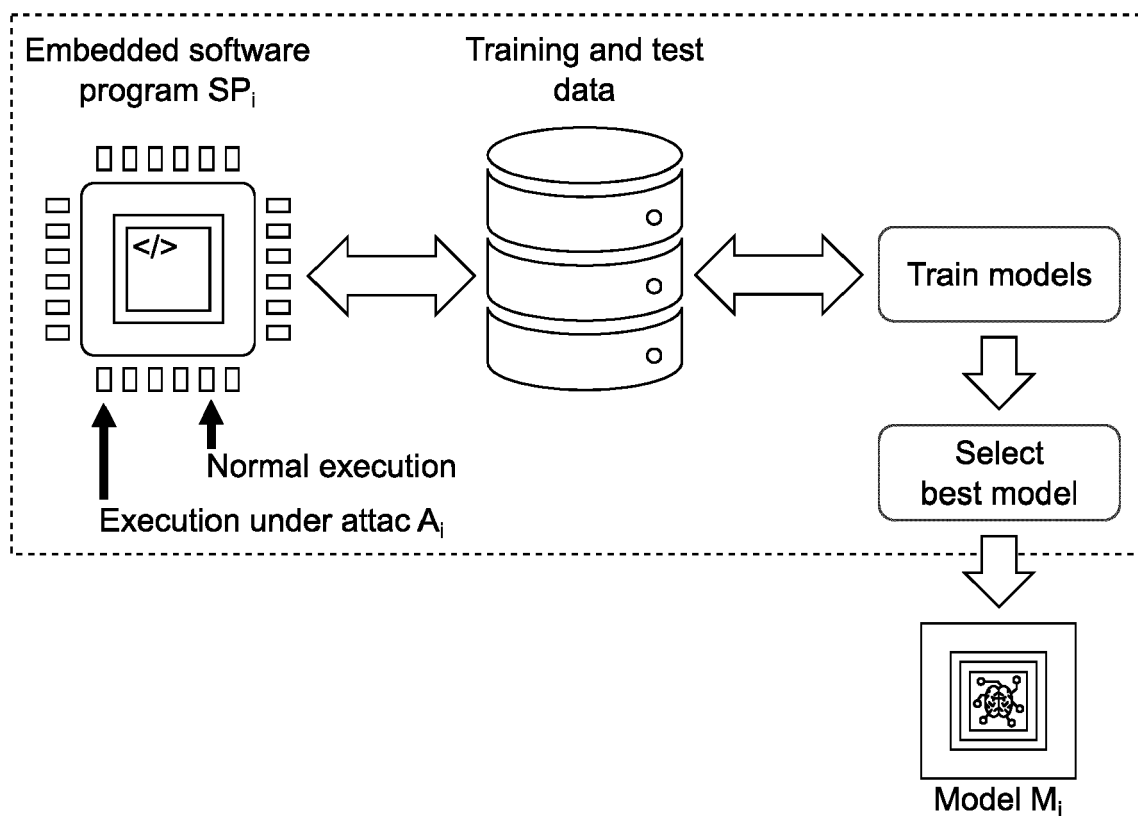 Embedded software
program SPᵢ
Training and test
data
</>
Train models
Normal execution
Execution under attac Aᵢ
Select
best model
Model Mᵢ